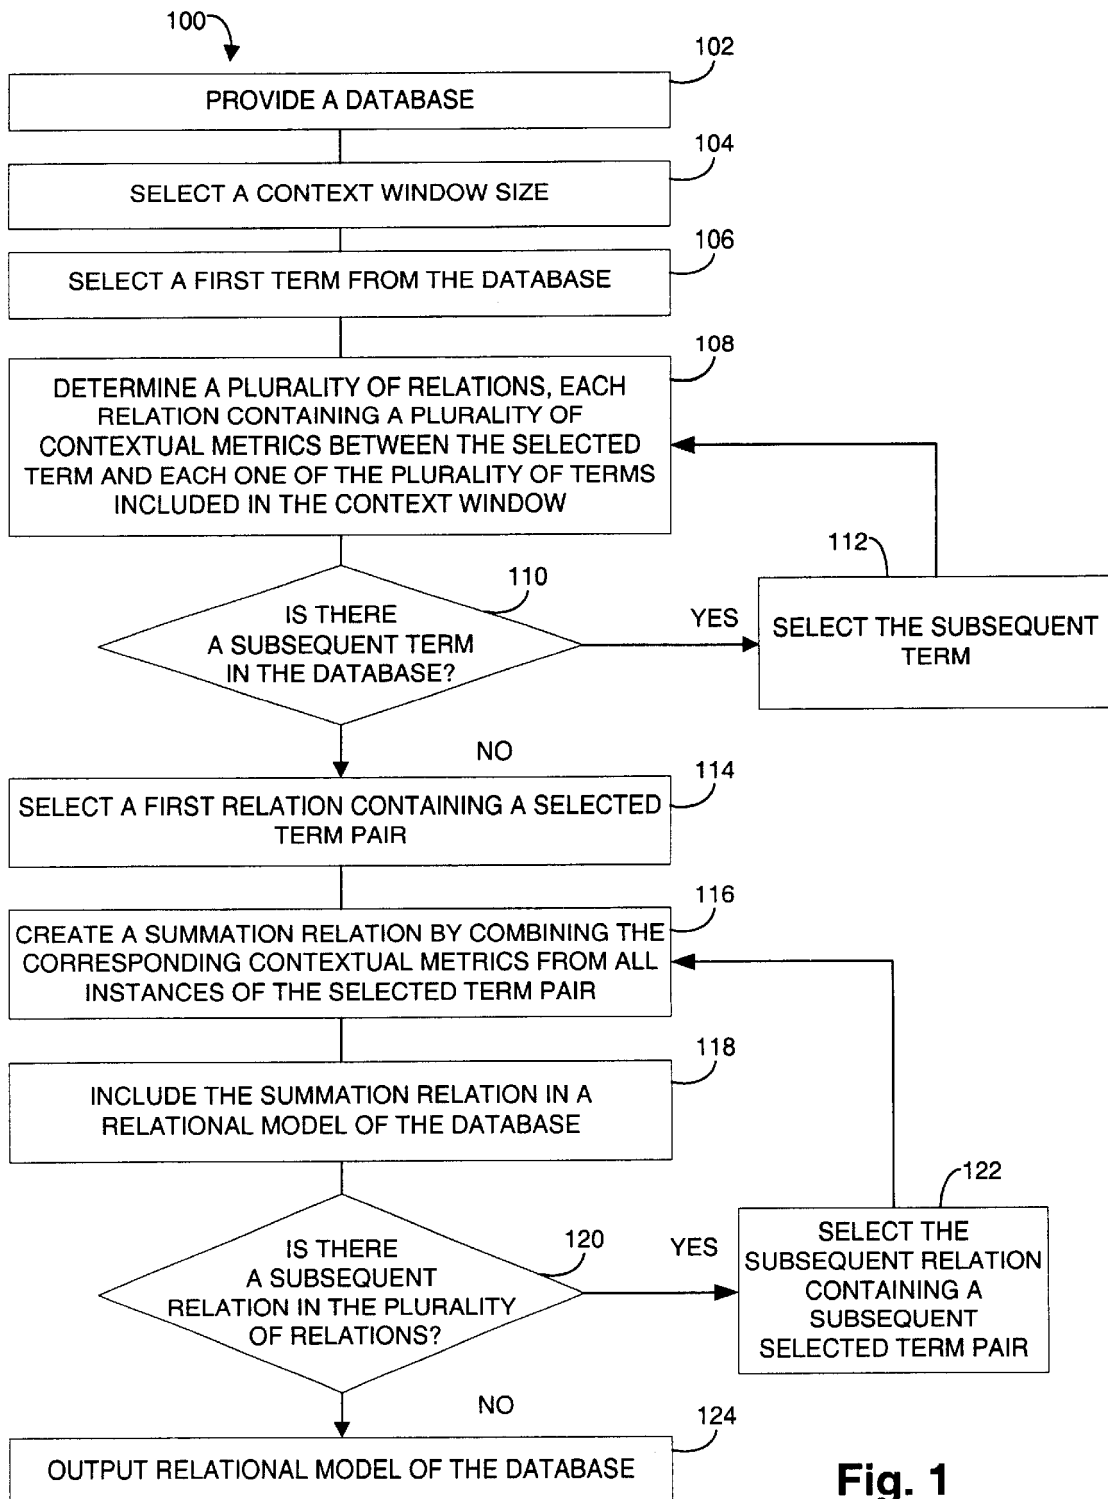 100
102
PROVIDE A DATABASE
104
SELECT A CONTEXT WINDOW SIZE
106
SELECT A FIRST TERM FROM THE DATABASE
108
DETERMINE A PLURALITY OF RELATIONS, EACH
RELATION CONTAINING A PLURALITY OF
CONTEXTUAL METRICS BETWEEN THE SELECTED
TERM AND EACH ONE OF THE PLURALITY OF TERMS
INCLUDED IN THE CONTEXT WINDOW
110
IS THERE
A SUBSEQUENT TERM
IN THE DATABASE?
YES
112
SELECT THE SUBSEQUENT
TERM
NO
114
SELECT A FIRST RELATION CONTAINING A SELECTED
TERM PAIR
116
CREATE A SUMMATION RELATION BY COMBINING THE
CORRESPONDING CONTEXTUAL METRICS FROM ALL
INSTANCES OF THE SELECTED TERM PAIR
118
INCLUDE THE SUMMATION RELATION IN A
RELATIONAL MODEL OF THE DATABASE
120
IS THERE
A SUBSEQUENT
RELATION IN THE PLURALITY
OF RELATIONS?
YES
122
SELECT THE
SUBSEQUENT RELATION
CONTAINING A
SUBSEQUENT
SELECTED TERM PAIR
NO
124
OUTPUT RELATIONAL MODEL OF THE DATABASE
Fig. 1